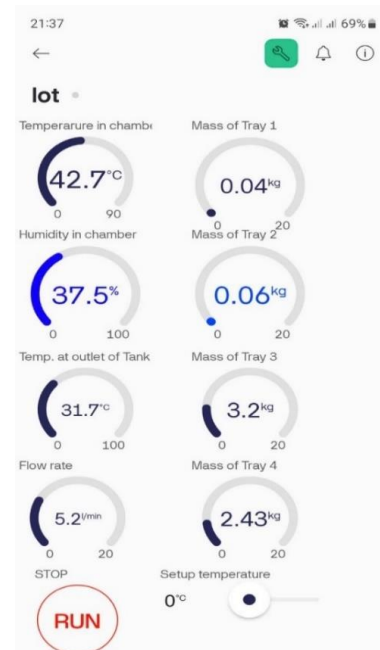 21:37 69%
lot
Temperarure in chambe Mass of Tray 1
42.7°C 0.04kg
0 90 0 20
Humidity in chamber Mass of Tray 2
37.5% 0.06kg
0 100 0 20
Temp. at outlet of Tank Mass of Tray 3
31.7°C 3.2kg
0 100 0 20
Flow rate Mass of Tray 4
5.2l/min 2.43kg
0 20 0 20
STOP Setup temperature
0°C
RUN